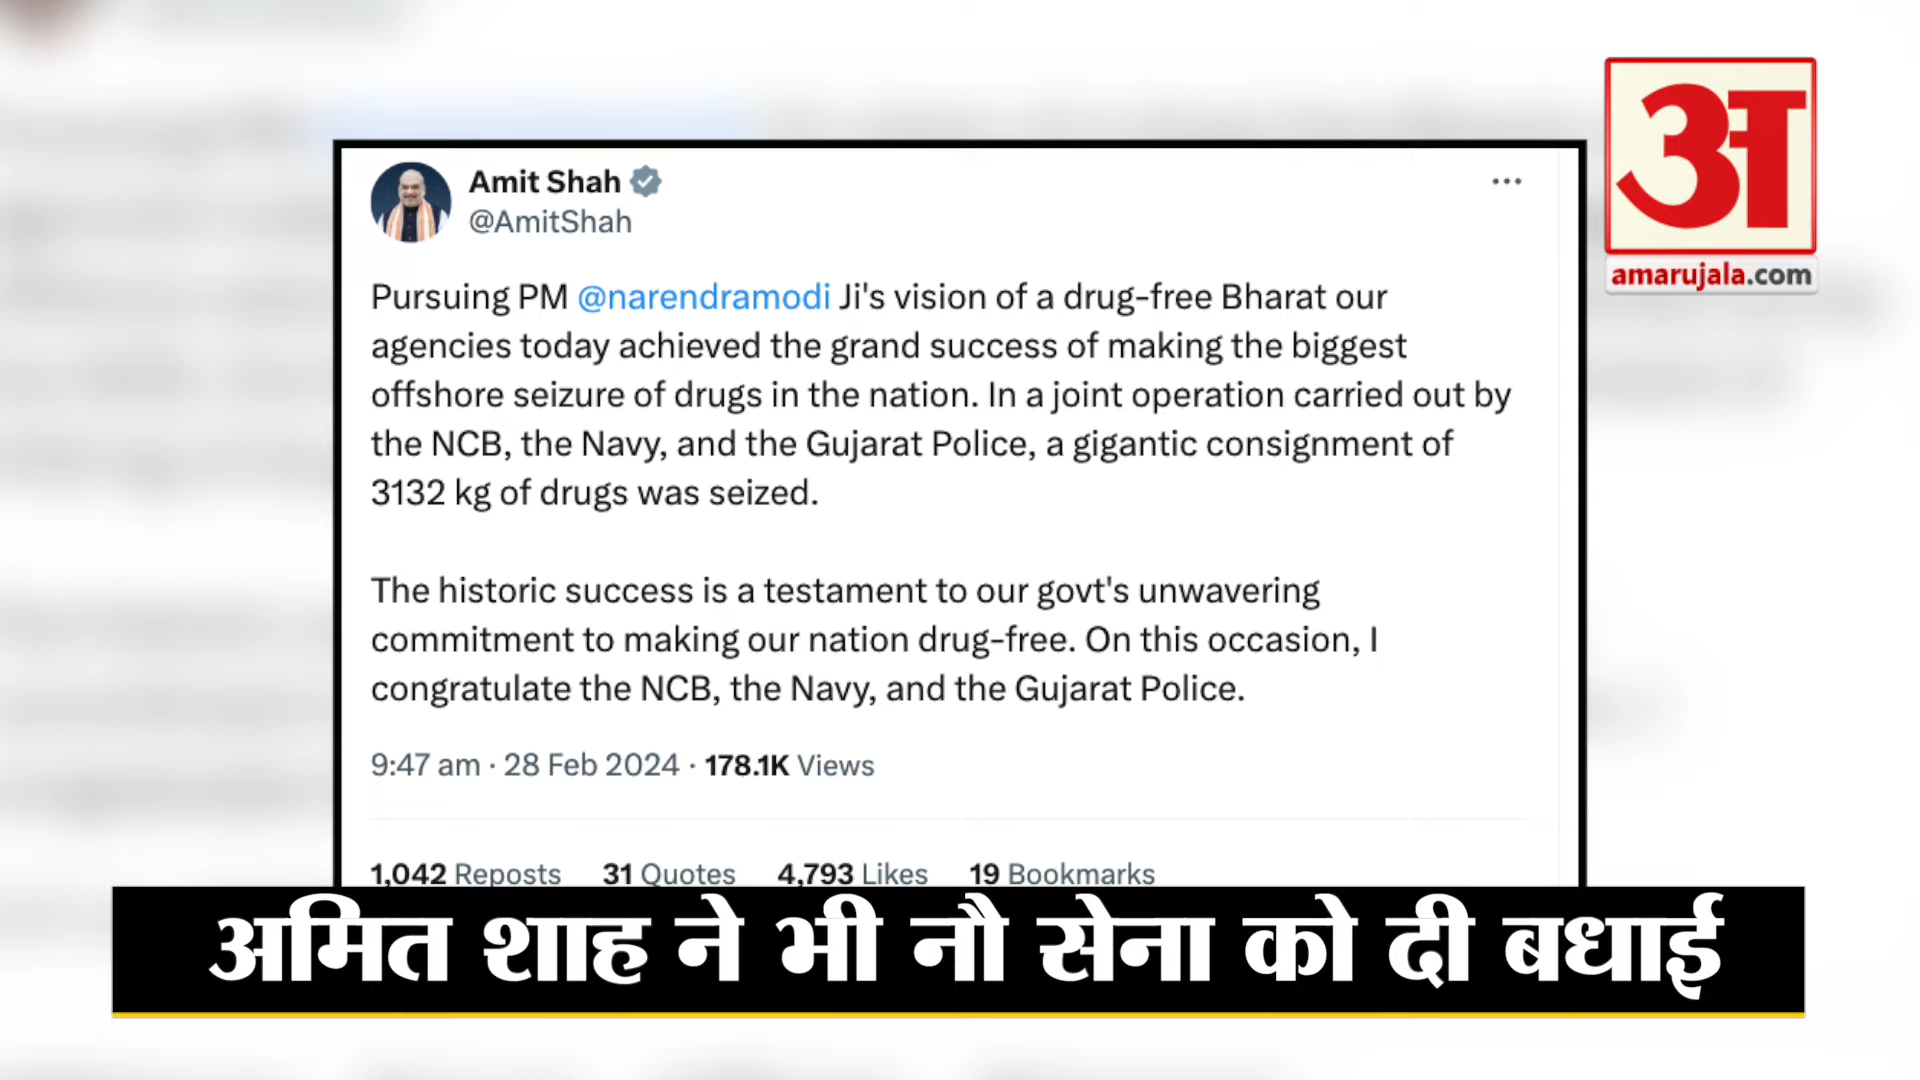 Amit Shah
@AmitShah
Pursuing PM @narendramodi Ji's vision of a drug-free Bharat our
agencies today achieved the grand success of making the biggest
offshore seizure of drugs in the nation. In a joint operation carried out by
the NCB, the Navy, and the Gujarat Police, a gigantic consignment of
3132 kg of drugs was seized.
The historic success is a testament to our govt's unwavering
commitment to making our nation drug-free. On this occasion, I
congratulate the NCB, the Navy, and the Gujarat Police.
9:47 am · 28 Feb 2024 · 178.1K Views
1,042 Reposts 31 Quotes 4,793 Likes 19 Bookmarks
अ
amarujala.com
अमित शाह ने भी नौ सेना को दी बधाई